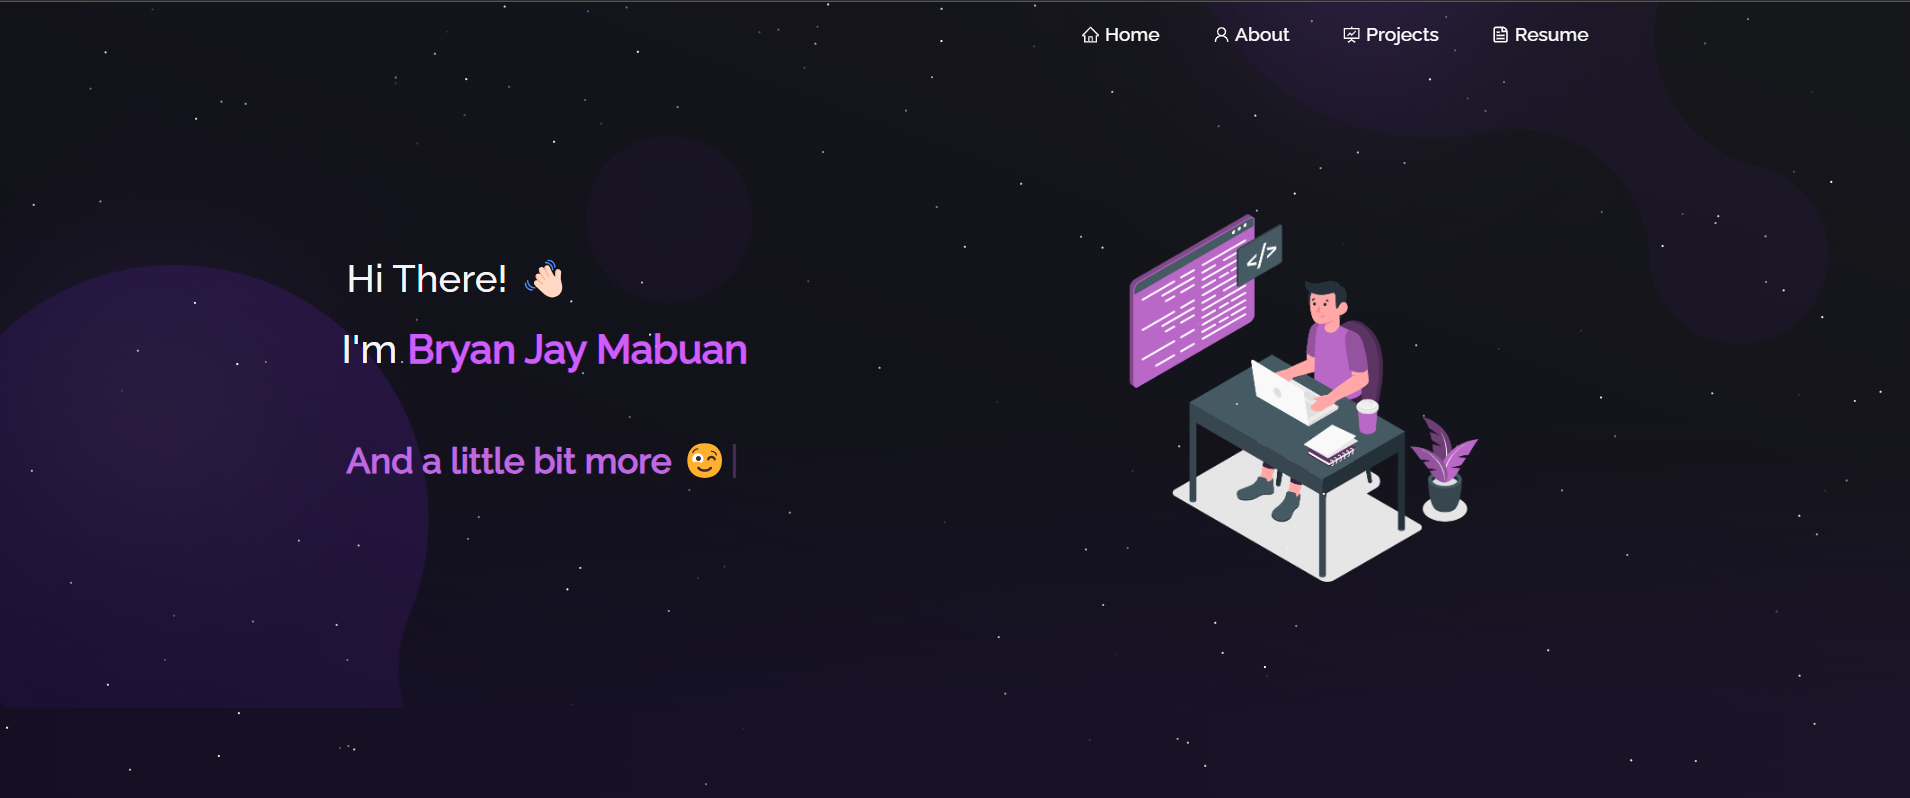 Home About Projects Resume
Hi There! 👋🏻
I'm Bryan Jay Mabuan
And a little bit more 😉
</>